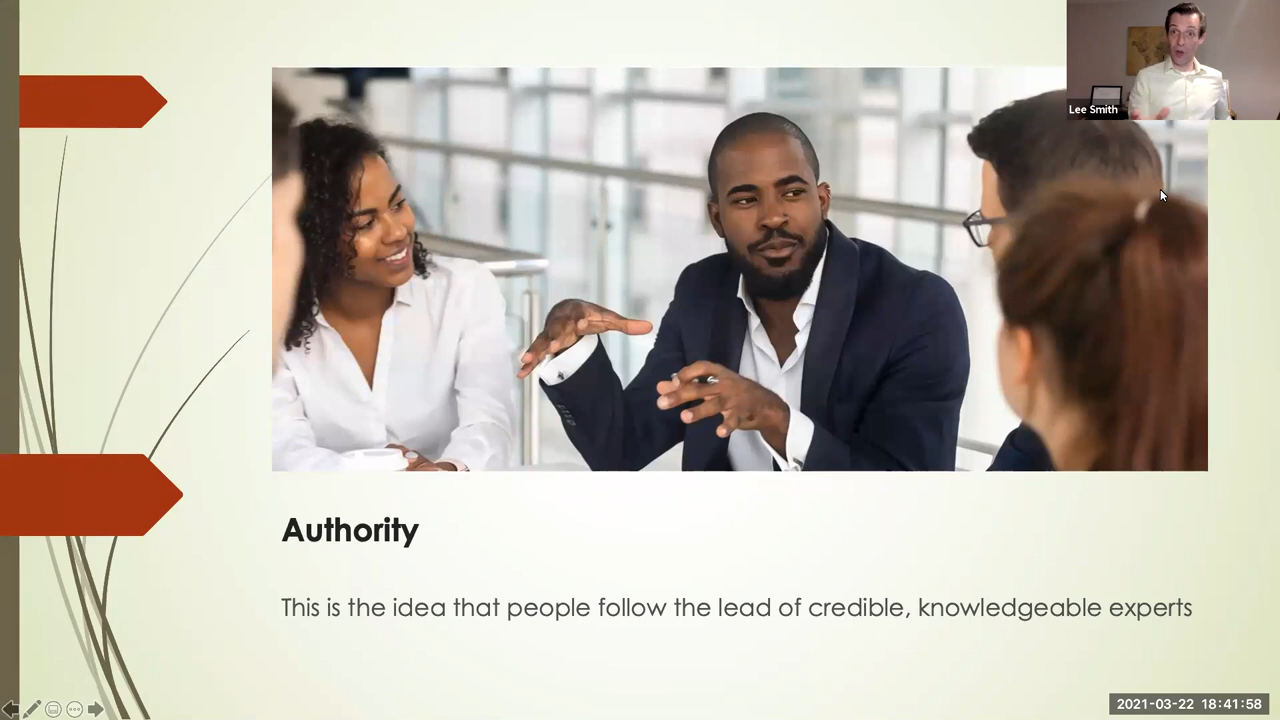 Lee Smith
Authority
This is the idea that people follow the lead of credible, knowledgeable experts
2021-03-22 18:41:58